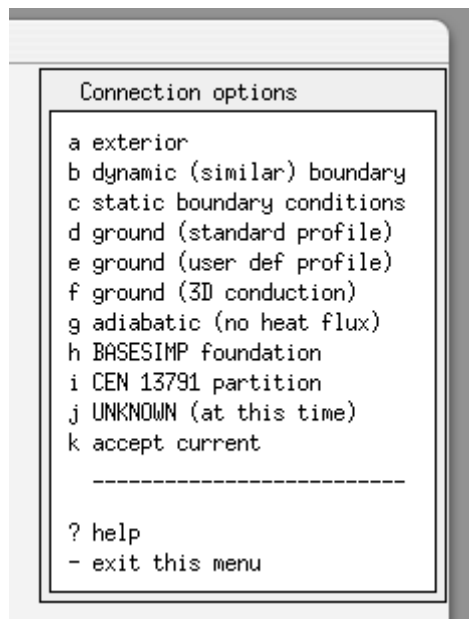 Connection options
a exterior
b dynamic (similar) boundary
c static boundary conditions
d ground (standard profile)
e ground (user def profile)
f ground (3D conduction)
g adiabatic (no heat flux)
h BASESIMP foundation
i CEN 13791 partition
j UNKNOWN (at this time)
k accept current
--------------------------
? help
- exit this menu